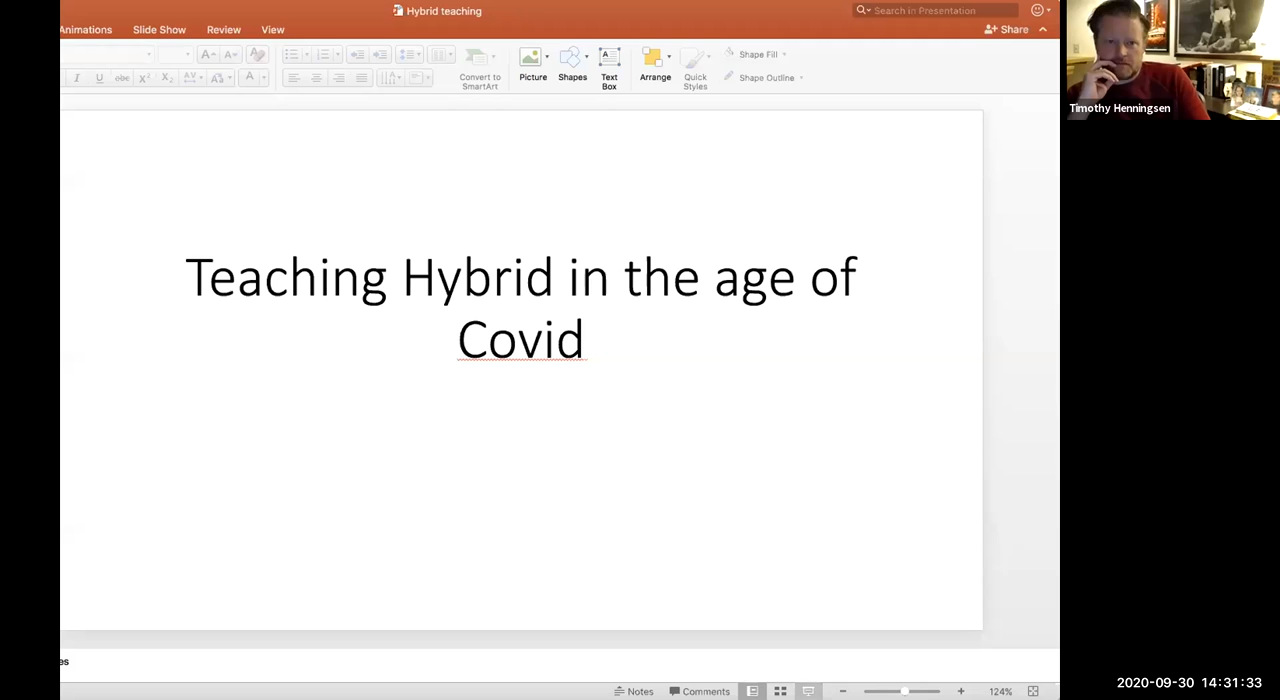 Hybrid teaching
Search in Presentation
Animations Slide Show Review View
Share
Convert to SmartArt
Picture
Shapes
Text Box
Arrange
Quick Styles
Shape Fill
Shape Outline
Timothy Henningsen
Teaching Hybrid in the age of
Covid
es
Notes Comments 124%
2020-09-30 14:31:33